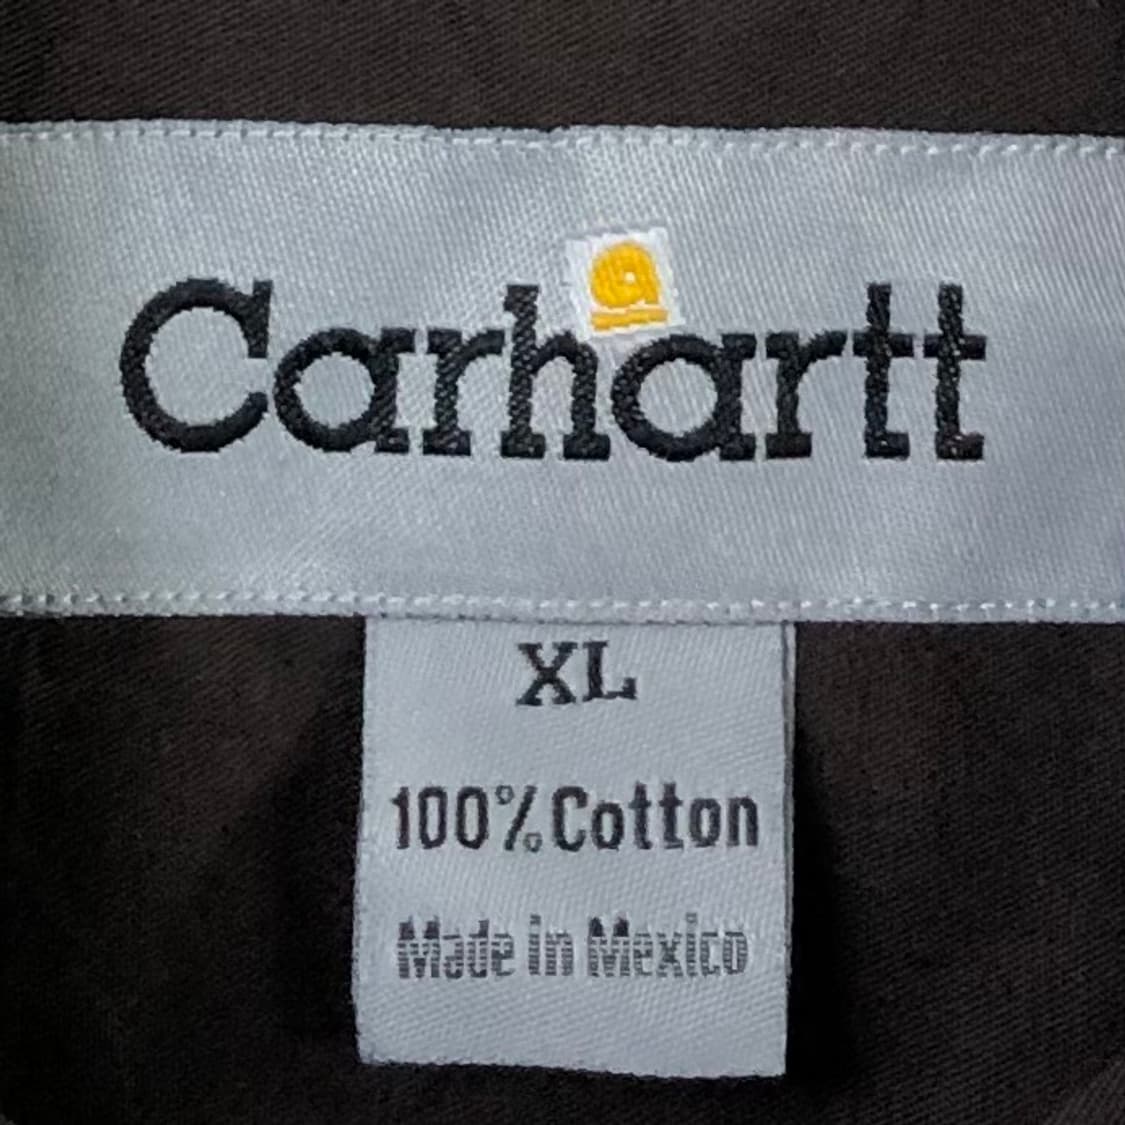 Carhartt
XL
100% Cotton
Made in Mexico